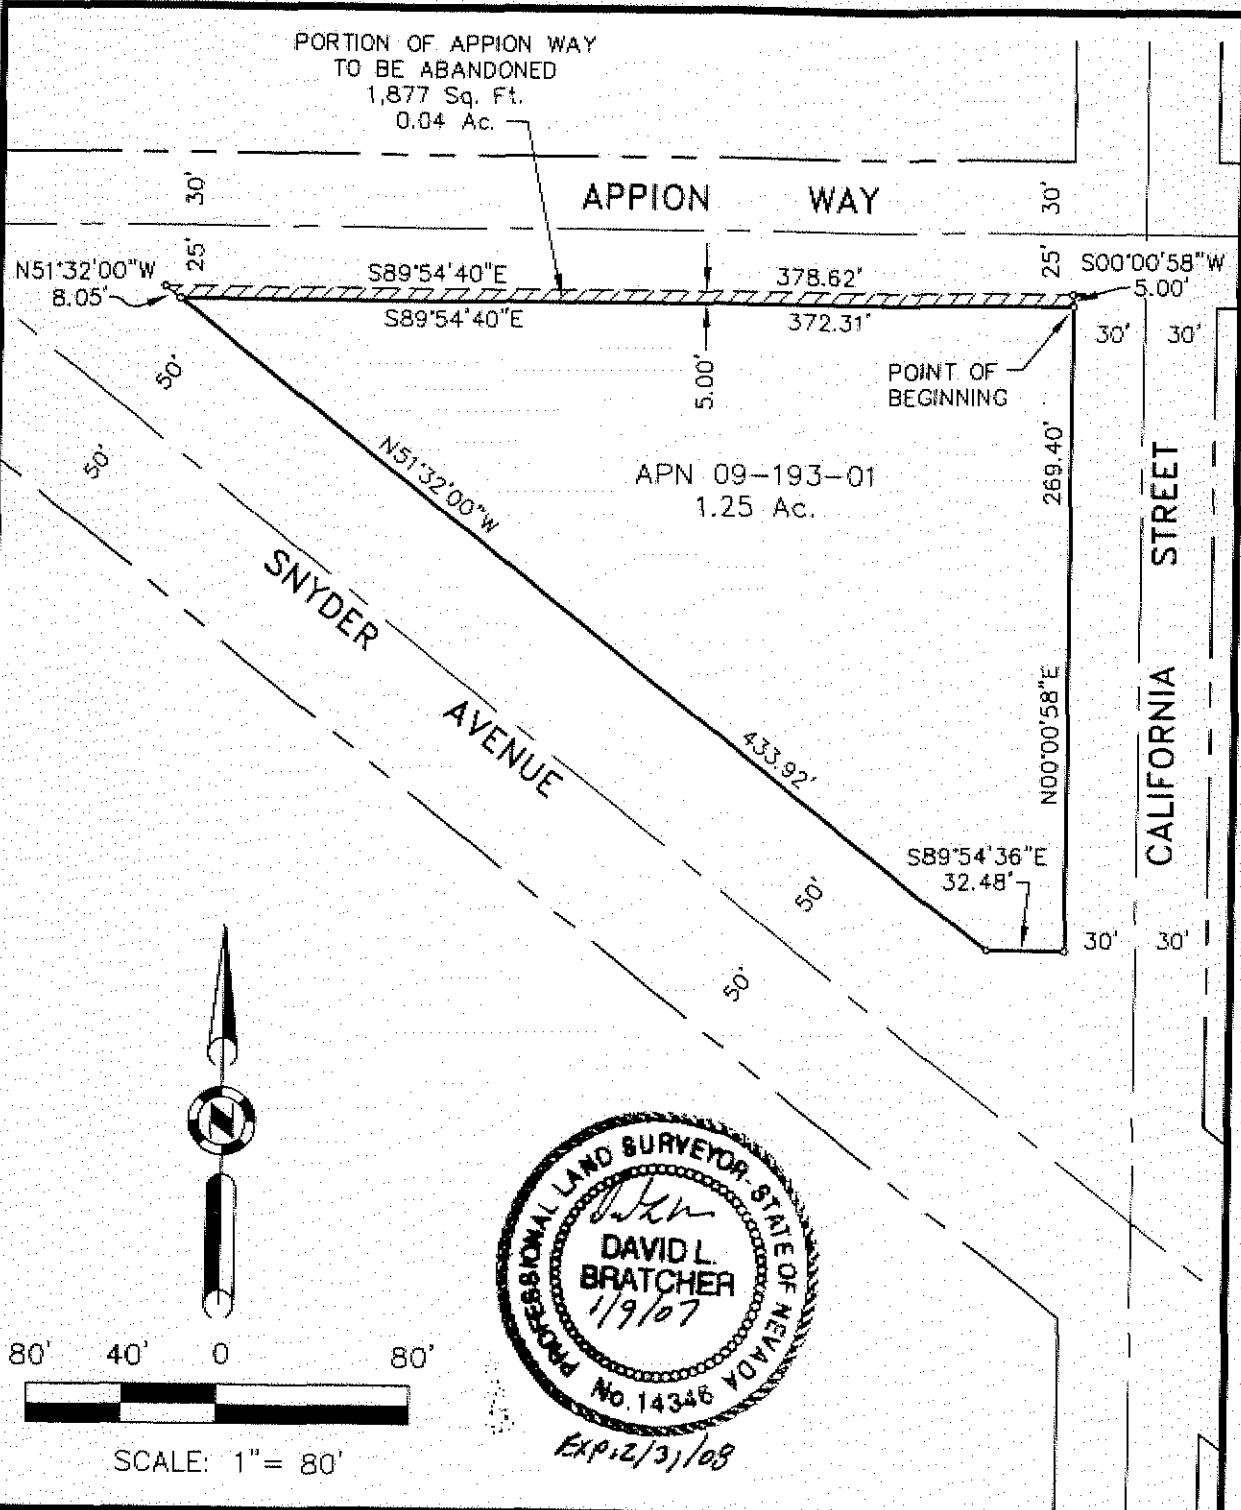 PORTION OF APPION WAY
TO BE ABANDONED
1,877 Sq. Ft.
0.04 Ac.
30'
APPION WAY
30'
N51°32'00"W
8.05'
25'
S89°54'40"E
378.62'
25'
S00°00'58"W
5.00'
S89°54'40"E
372.31'
30'
30'
50'
5.00'
POINT OF
BEGINNING
50'
N51°32'00"W
APN 09-193-01
1.25 Ac.
269.40'
CALIFORNIA STREET
SNYDER AVENUE
N00°00'58"E
433.92'
S89°54'36"E
32.48'
50'
30'
30'
50'
N
PROFESSIONAL LAND SURVEYOR-STATE OF NEVADA
DAVID L.
BRATCHER
1/9/07
No. 14346
80' 40' 0 80'
SCALE: 1"= 80'